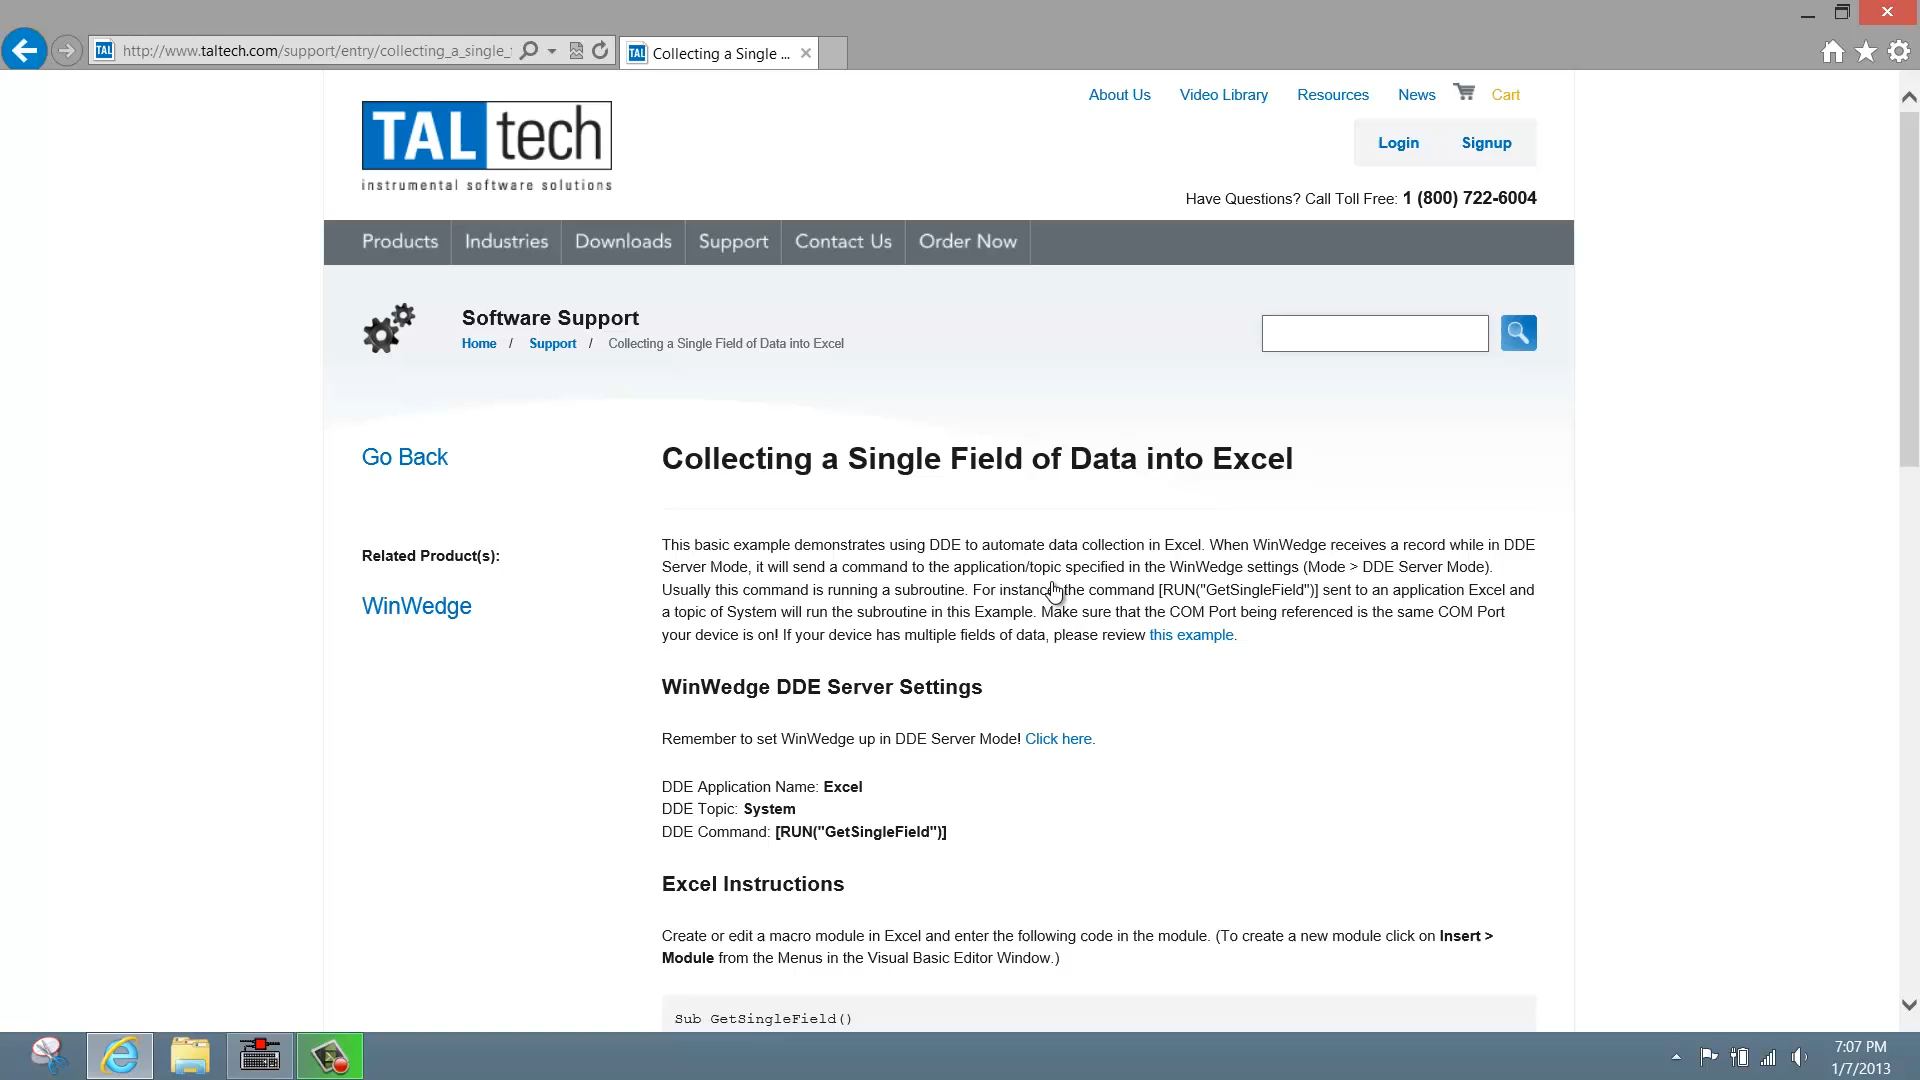 http://www.taltech.com/support/entry/collecting_a_single_
TAL
Collecting a Single ...
About Us
Video Library
Resources
News
Cart
TAL tech
instrumental software solutions
Login
Signup
Have Questions? Call Toll Free: 1 (800) 722-6004
Products
Industries
Downloads
Support
Contact Us
Order Now
Software Support
Home / Support / Collecting a Single Field of Data into Excel
Go Back
Collecting a Single Field of Data into Excel
Related Product(s):
WinWedge
This basic example demonstrates using DDE to automate data collection in Excel. When WinWedge receives a record while in DDE
Server Mode, it will send a command to the application/topic specified in the WinWedge settings (Mode > DDE Server Mode).
Usually this command is running a subroutine. For instance the command [RUN("GetSingleField")] sent to an application Excel and
a topic of System will run the subroutine in this Example. Make sure that the COM Port being referenced is the same COM Port
your device is on! If your device has multiple fields of data, please review this example.
WinWedge DDE Server Settings
Remember to set WinWedge up in DDE Server Mode! Click here.
DDE Application Name: Excel
DDE Topic: System
DDE Command: [RUN("GetSingleField")]
Excel Instructions
Create or edit a macro module in Excel and enter the following code in the module. (To create a new module click on Insert >
Module from the Menus in the Visual Basic Editor Window.)
Sub GetSingleField()
7:07 PM
1/7/2013